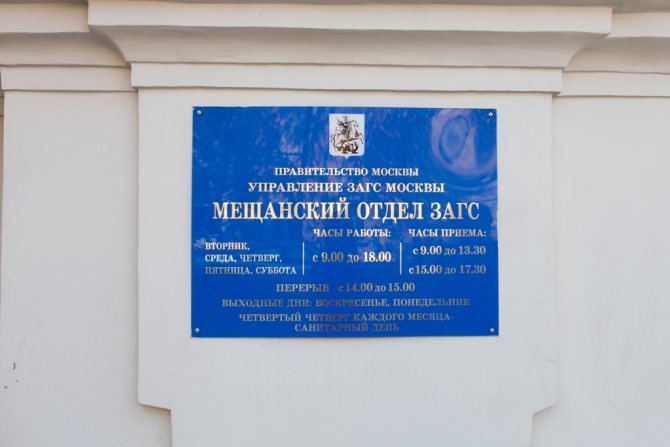 ПРАВИТЕЛЬСТВО МОСКВЫ
УПРАВЛЕНИЕ ЗАГС МОСКВЫ
МЕЩАНСКИЙ ОТДЕЛ ЗАГС
ЧАСЫ РАБОТЫ: ЧАСЫ ПРИЕМА:
ВТОРНИК,
СРЕДА, ЧЕТВЕРГ,
ПЯТНИЦА, СУББОТА
с 9.00 до 18.00
с 9.00 до 13.30
с 15.00 до 17.30
ПЕРЕРЫВ с 14.00 до 15.00
ВЫХОДНЫЕ ДНИ: ВОСКРЕСЕНЬЕ, ПОНЕДЕЛЬНИК
ЧЕТВЕРТЫЙ ЧЕТВЕРГ КАЖДОГО МЕСЯЦА-
САНИТАРНЫЙ ДЕНЬ